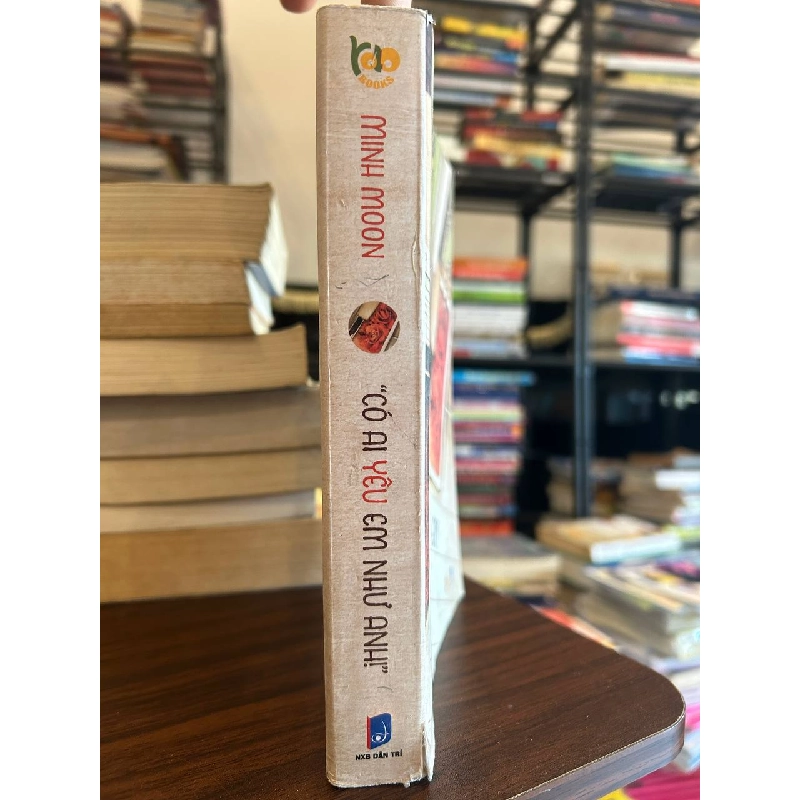 BOOKS
MINH MOON
"CÓ AI YÊU EM NHƯ ANH!"
NXB DÂN TRÍ